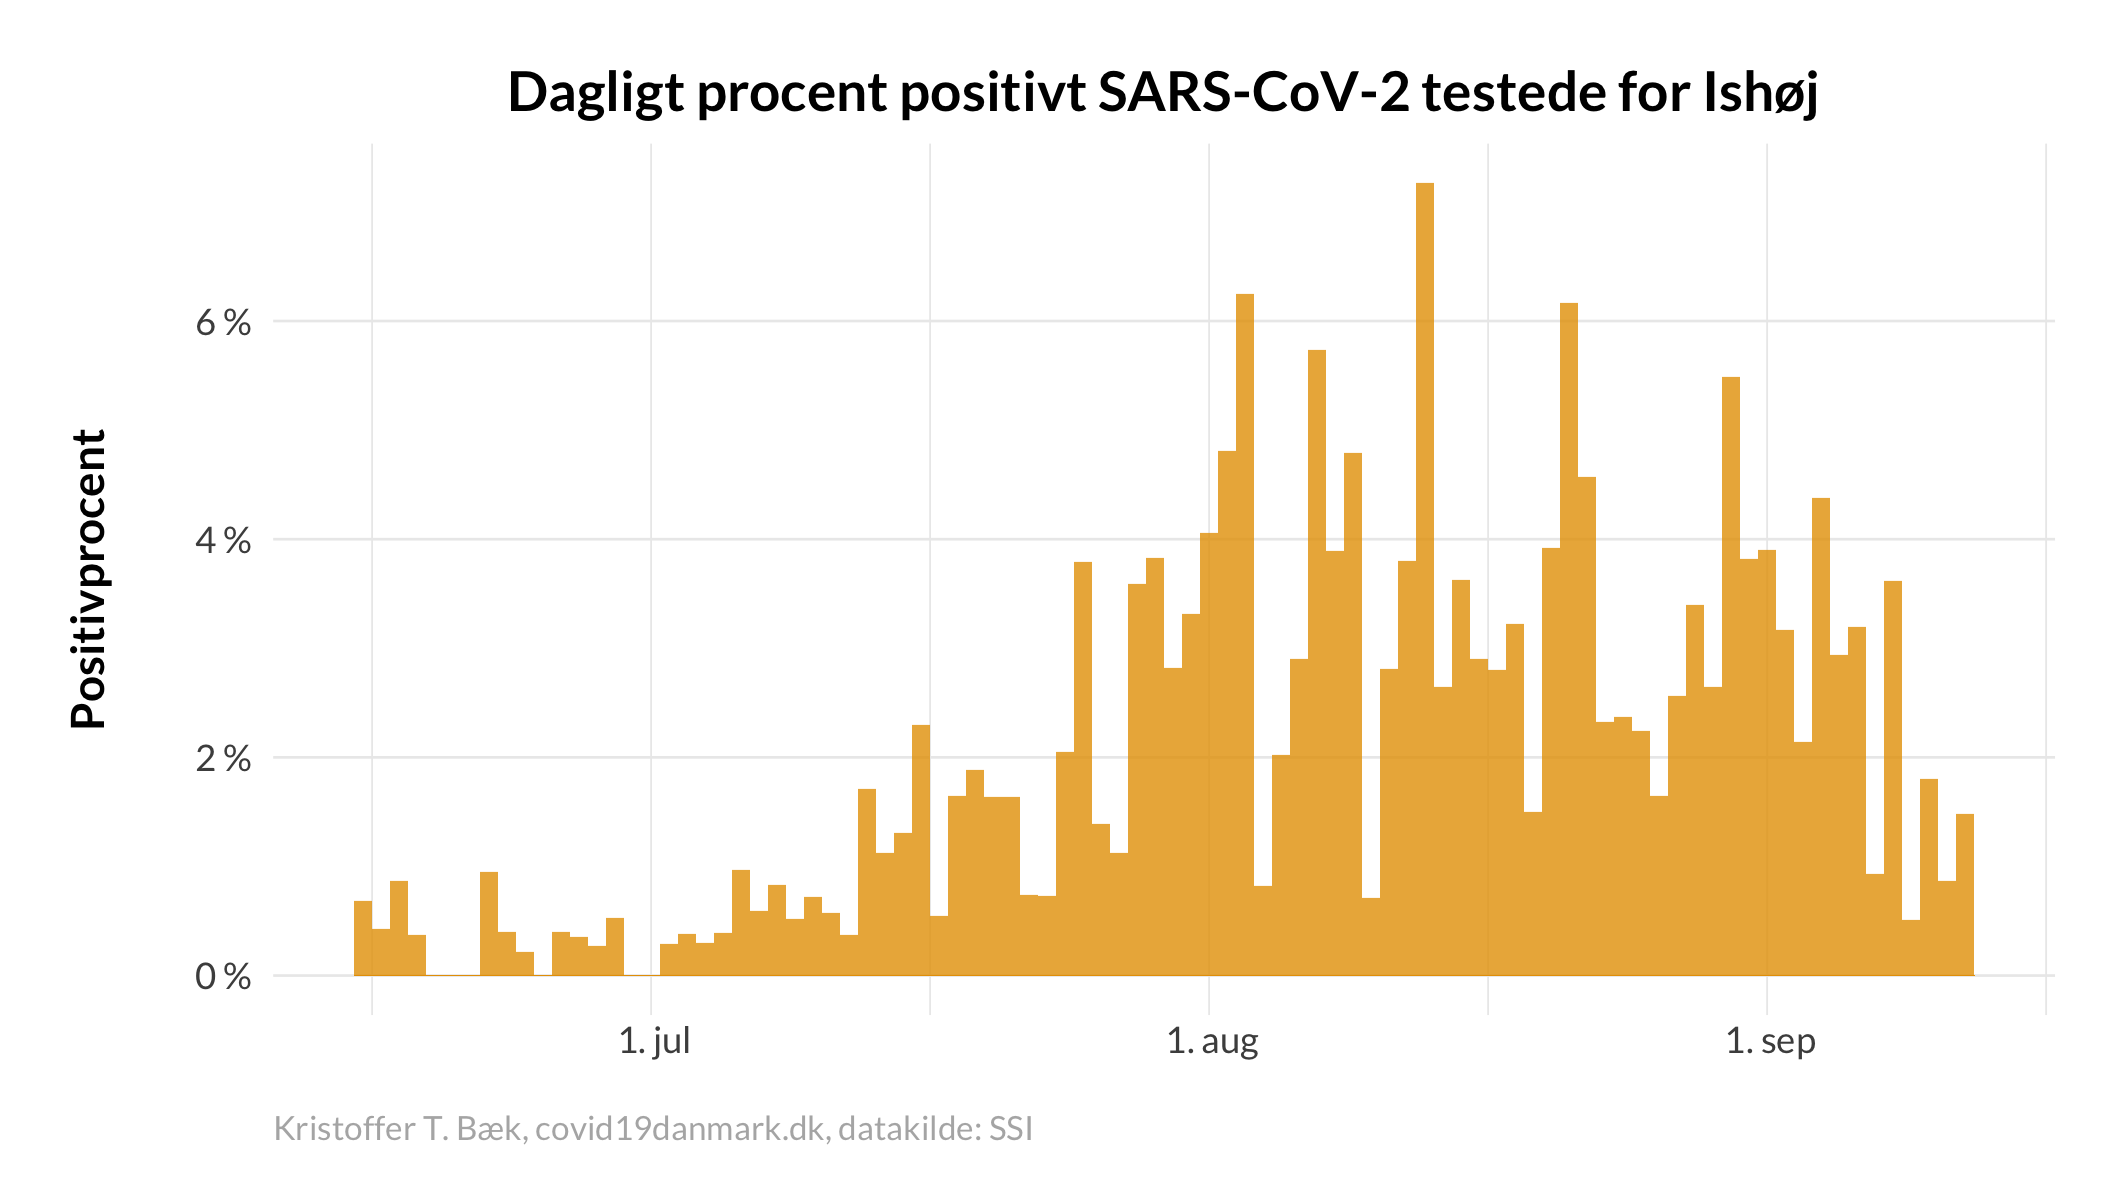 Dagligt procent positivt SARS-CoV-2 testede for Ishøj
Positivprocent
6 %
4 %
2 %
0 %
1. jul
1. aug
1. sep
Kristoffer T. Bæk, covid19danmark.dk, datakilde: SSI